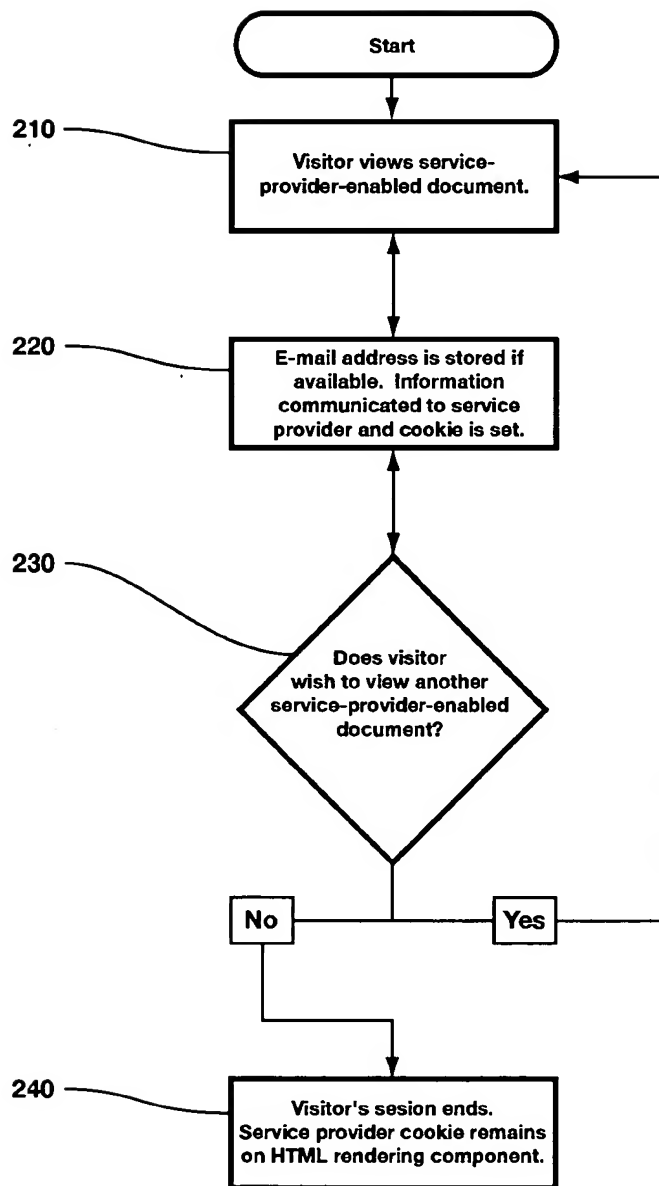 Start
210
Visitor views service-
provider-enabled document.
220
E-mail address is stored if
available. Information
communicated to service
provider and cookie is set.
230
Does visitor
wish to view another
service-provider-enabled
document?
No
Yes
240
Visitor's sesion ends.
Service provider cookie remains
on HTML rendering component.